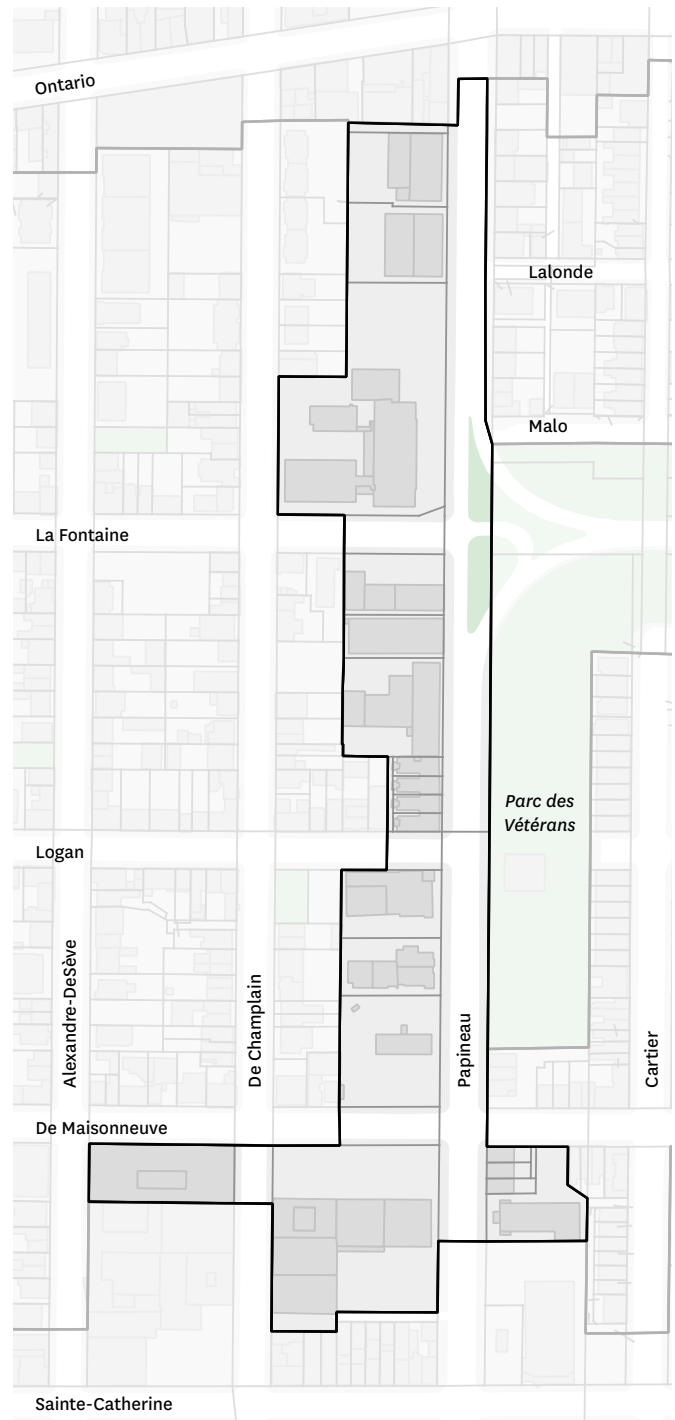 Ontario
Lalonde
Malo
La Fontaine
Parc des
Vétérans
Logan
Alexandre-DeSève
De Champlain
Papineau
Cartier
De Maisonneuve
Sainte-Catherine